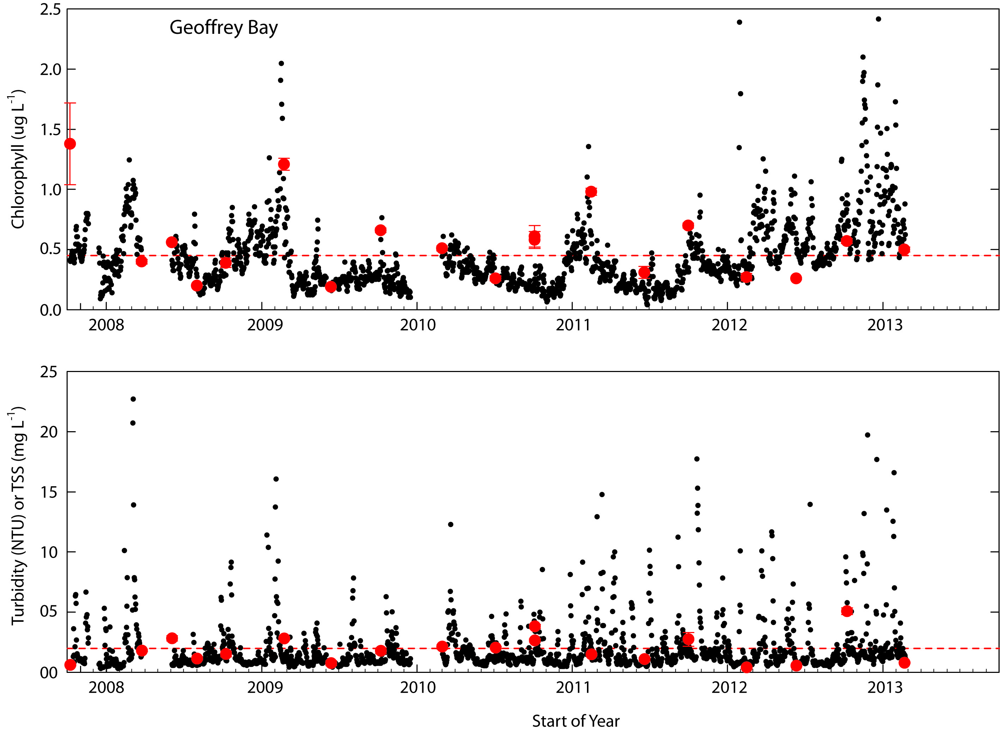 Geoffrey Bay
Chlorophyll (ug L⁻¹)
2.5
2.0
1.5
1.0
0.5
0.0
2008 2009 2010 2011 2012 2013
Turbidity (NTU) or TSS (mg L⁻¹)
25
20
15
10
05
00
2008 2009 2010 2011 2012 2013
Start of Year